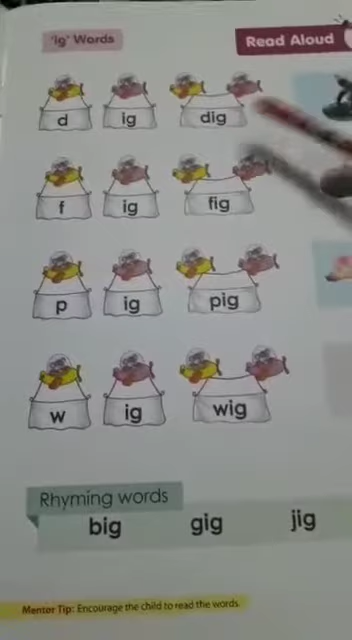 'ig' Words
Read Aloud
d ig dig
f ig fig
p ig pig
w ig wig
Rhyming words
big gig jig
Mentor Tip: Encourage the child to read the words.